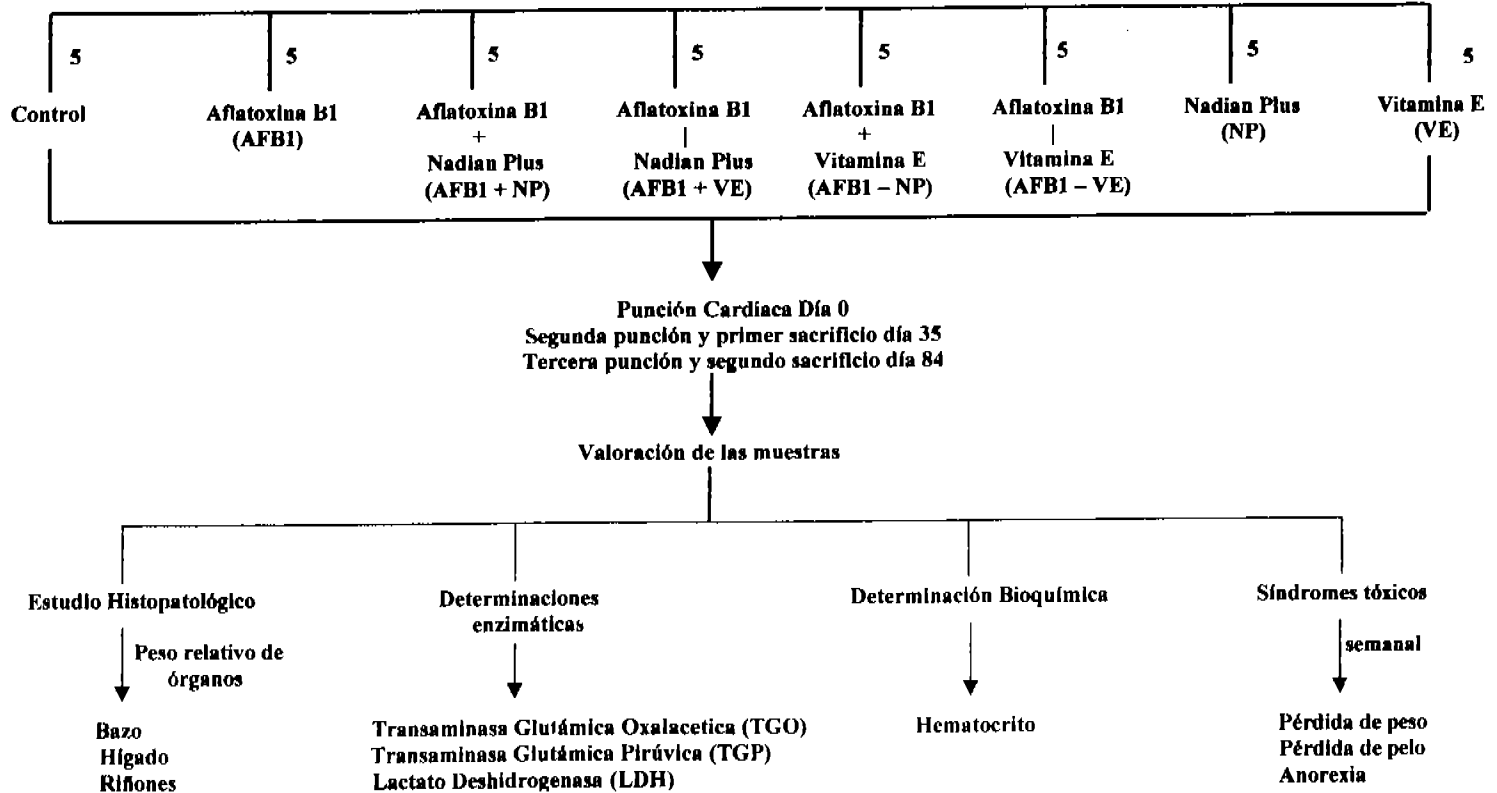 5 5 5 5 5 5 5 5
Control
Aflatoxina B1
(AFB1)
Aflatoxina B1
+
Nadian Plus
(AFB1 + NP)
Aflatoxina B1
|
Nadian Plus
(AFB1 + VE)
Aflatoxina B1
+
Vitamina E
(AFB1 – NP)
Aflatoxina B1
|
Vitamina E
(AFB1 – VE)
Nadian Plus
(NP)
Vitamina E
(VE)
Punción Cardíaca Día 0
Segunda punción y primer sacrificio día 35
Tercera punción y segundo sacrificio día 84
Valoración de las muestras
Estudio Histopatológico
Peso relativo de
órganos
Bazo
Hígado
Riñones
Determinaciones
enzimáticas
Transaminasa Glutámica Oxalacetica (TGO)
Transaminasa Glutámica Pirúvica (TGP)
Lactato Deshidrogenasa (LDH)
Determinación Bioquímica
Hematocrito
Síndromes tóxicos
semanal
Pérdida de peso
Pérdida de pelo
Anorexia